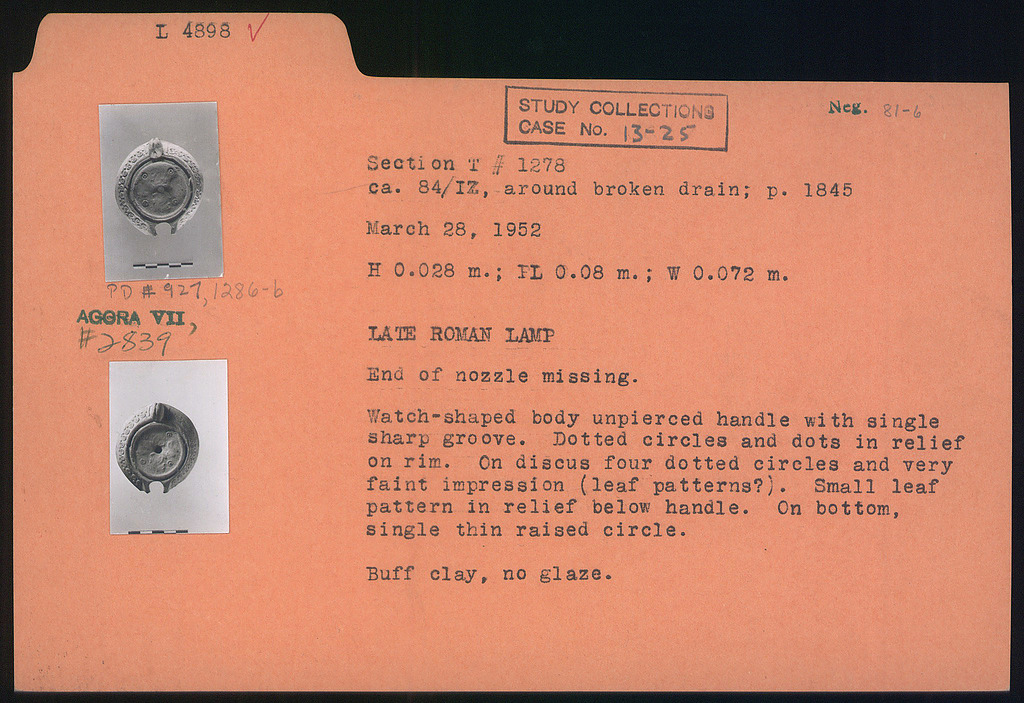 L 4898 ✓
STUDY COLLECTIONS
CASE No. 13-25
Neg. 81-6
Section T # 1278
ca. 84/IZ, around broken drain; p. 1845
March 28, 1952
H 0.028 m.; PL 0.08 m.; W 0.072 m.
PD # 927, 1286-6
AGORA VII,
#2839
LATE ROMAN LAMP
End of nozzle missing.
Watch-shaped body unpierced handle with single
sharp groove. Dotted circles and dots in relief
on rim. On discus four dotted circles and very
faint impression (leaf patterns?). Small leaf
pattern in relief below handle. On bottom,
single thin raised circle.
Buff clay, no glaze.